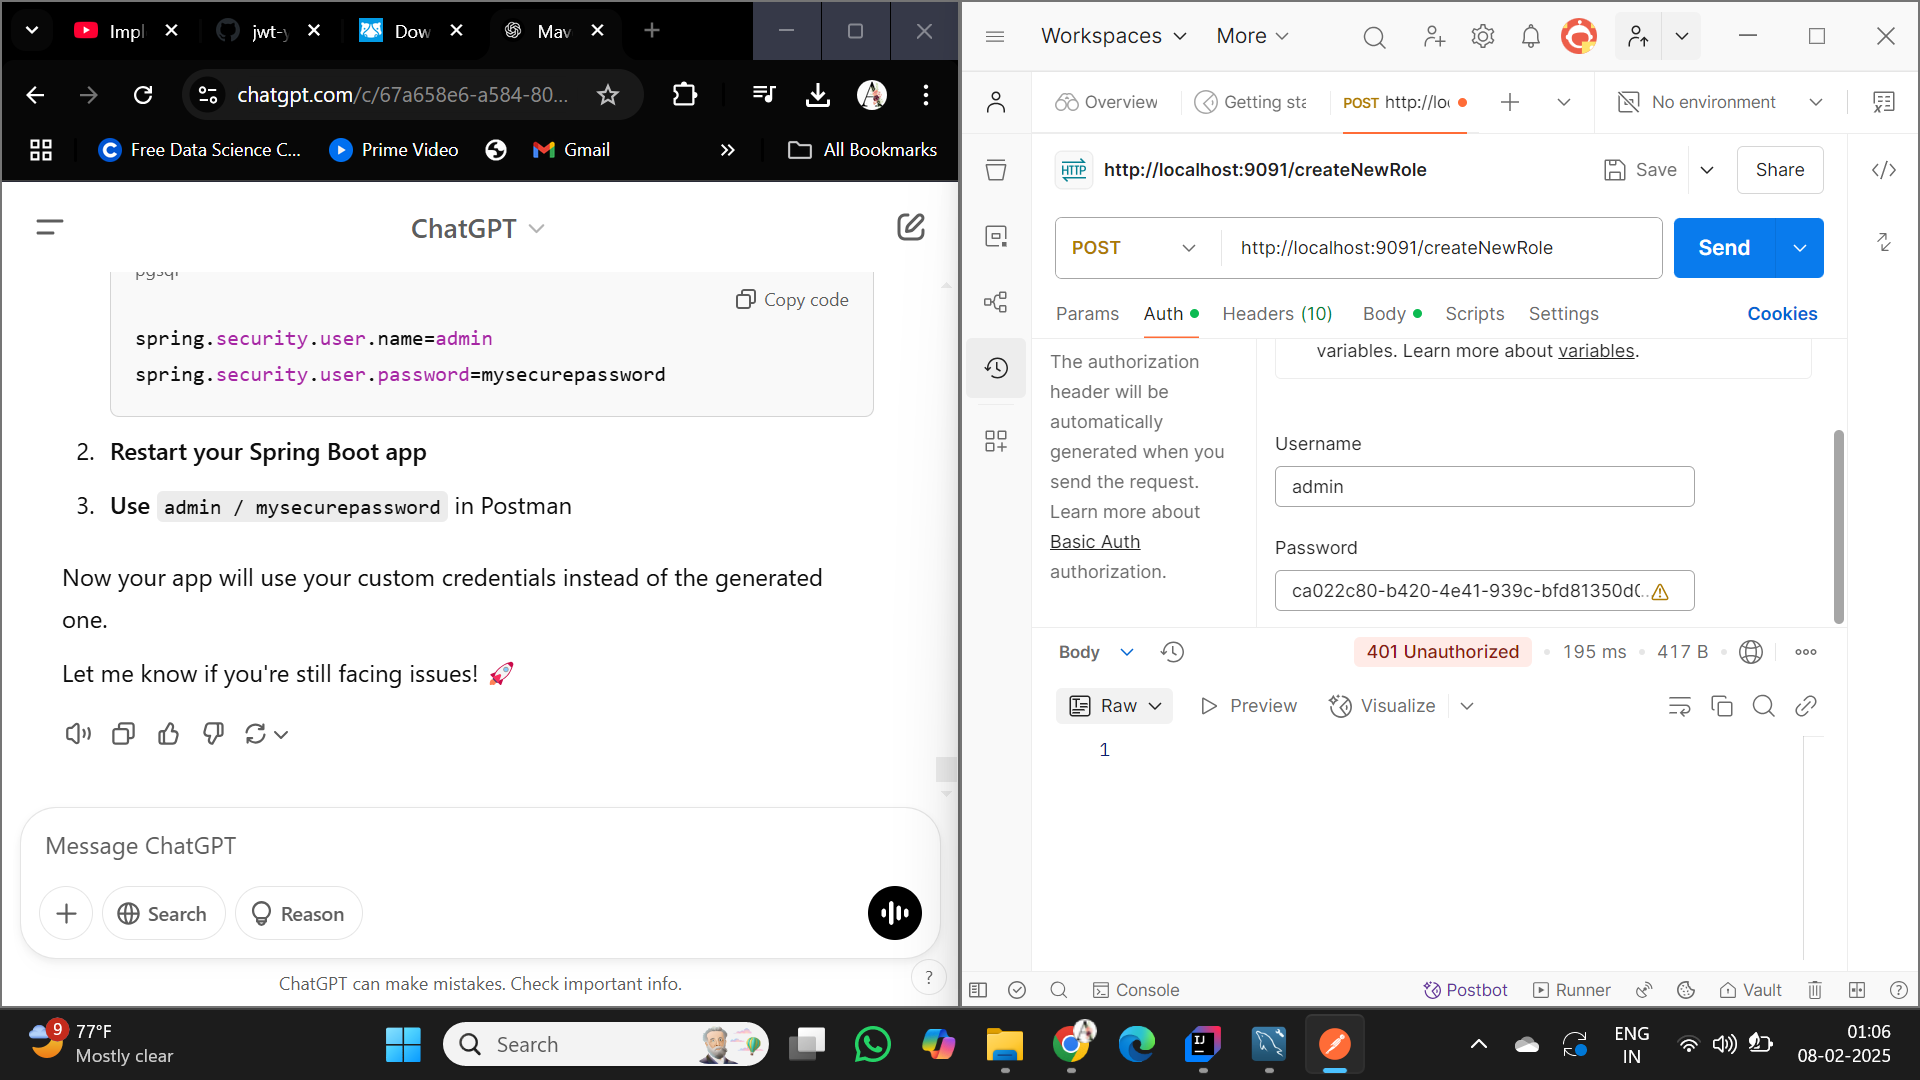 Impl
jwt-y
Dow
Mav
chatgpt.com/c/67a658e6-a584-80...
Free Data Science C...
Prime Video
Gmail
All Bookmarks
ChatGPT
pgsql
Copy code
spring.security.user.name=admin
spring.security.user.password=mysecurepassword
2. Restart your Spring Boot app
3. Use admin / mysecurepassword in Postman
Now your app will use your custom credentials instead of the generated
one.
Let me know if you're still facing issues! 🚀
Message ChatGPT
Search
Reason
ChatGPT can make mistakes. Check important info.
?
Workspaces
More
Overview
Getting sta
POST http://loc
No environment
HTTP
http://localhost:9091/createNewRole
Save
Share
POST
http://localhost:9091/createNewRole
Send
Params
Auth
Headers (10)
Body
Scripts
Settings
Cookies
The authorization
header will be
automatically
generated when you
send the request.
Learn more about
Basic Auth
authorization.
variables. Learn more about variables.
Username
admin
Password
ca022c80-b420-4e41-939c-bfd81350d0...
Body
401 Unauthorized
195 ms
417 B
Raw
Preview
Visualize
1
Console
Postbot
Runner
Vault
9
77°F
Mostly clear
Search
ENG
IN
01:06
08-02-2025